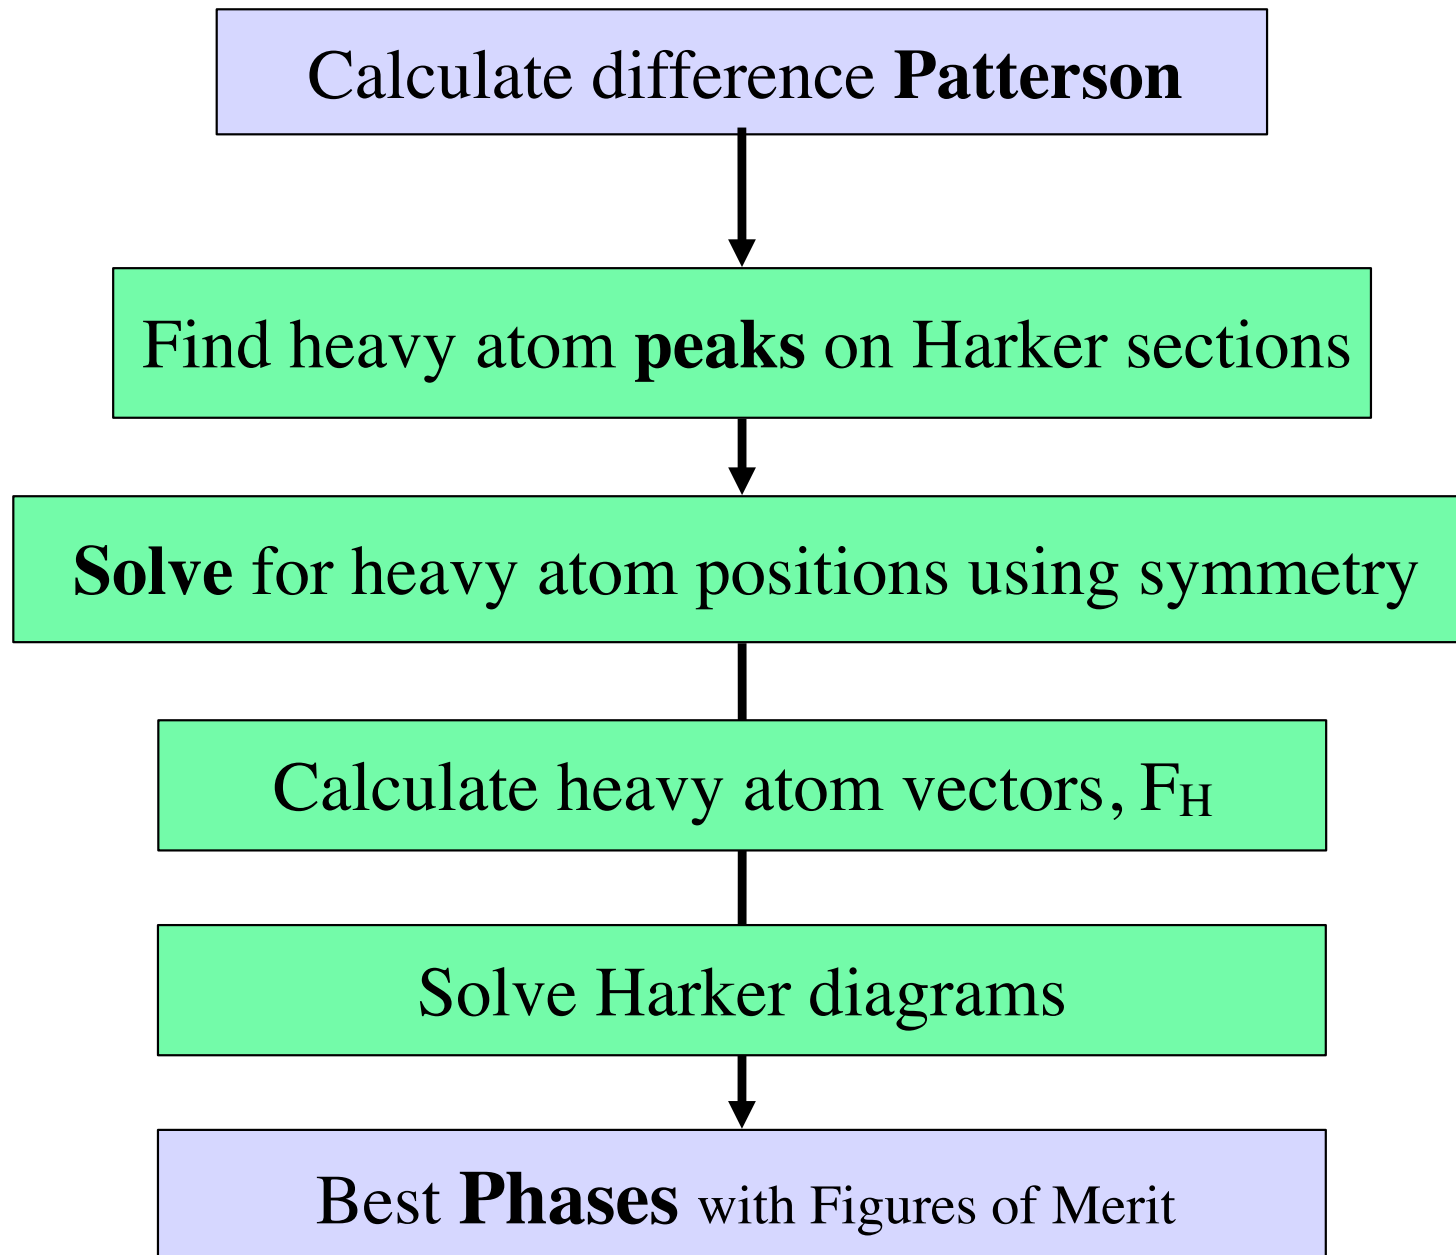 Calculate difference Patterson
Find heavy atom peaks on Harker sections
Solve for heavy atom positions using symmetry
Calculate heavy atom vectors, FH
Solve Harker diagrams
Best Phases with Figures of Merit